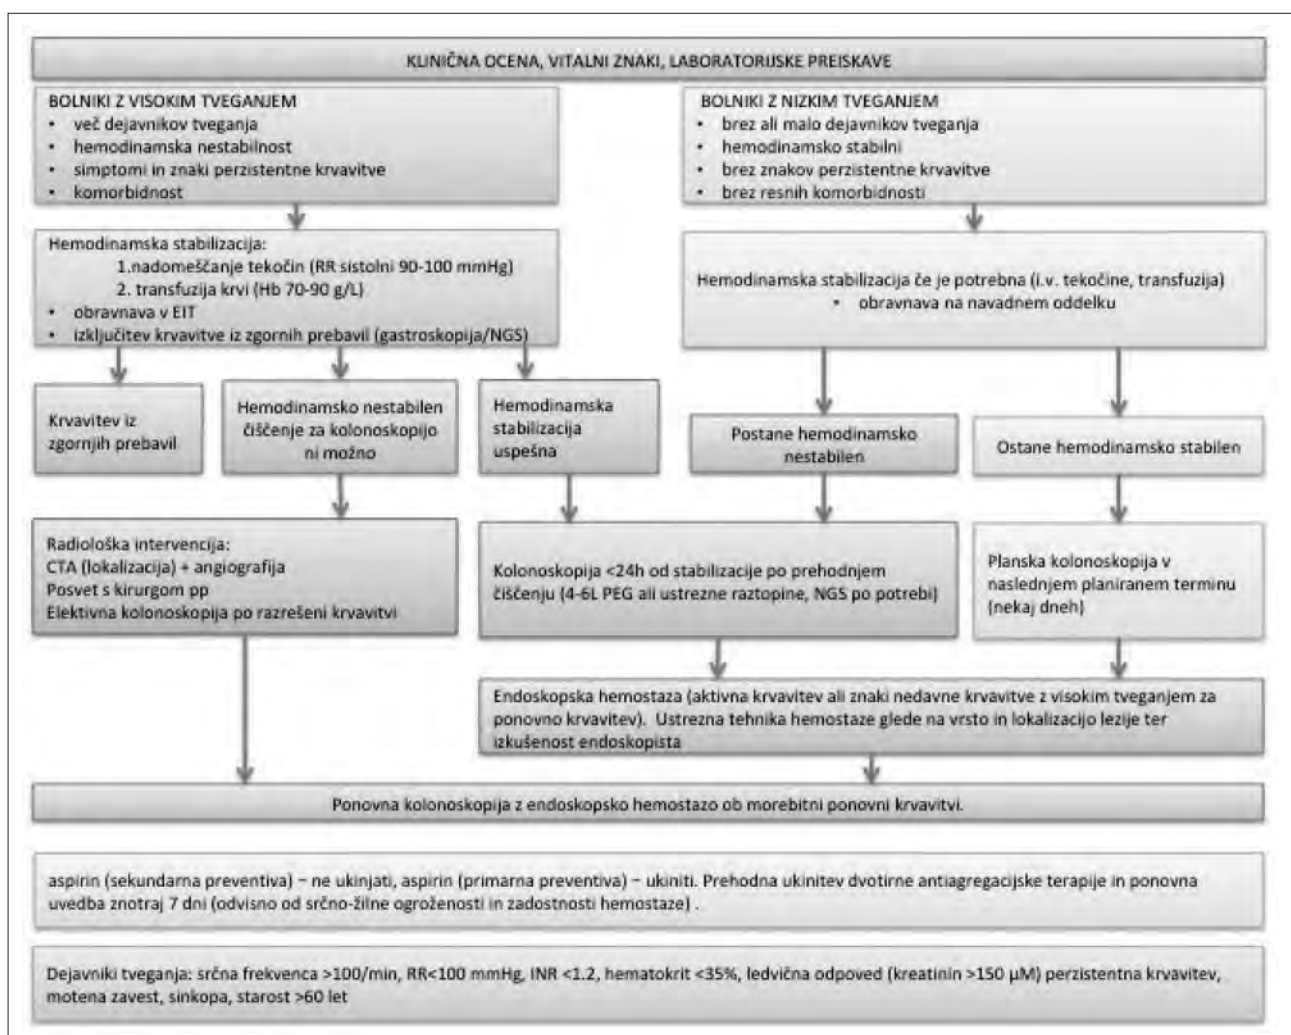 KLINIČNA OCENA, VITALNI ZNAKI, LABORATORIJSKE PREISKAVE
BOLNIKI Z VISOKIM TVEGANJEM
• več dejavnikov tveganja
• hemodinamska nestabilnost
• simptomi in znaki perzistentne krvavitve
• komorbidnost
BOLNIKI Z NIZKIM TVEGANJEM
• brez ali malo dejavnikov tveganja
• hemodinamsko stabilni
• brez znakov perzistentne krvavitve
• brez resnih komorbidnosti
Hemodinamska stabilizacija:
1.nadomeščanje tekočin (RR sistolni 90-100 mmHg)
2. transfuzija krvi (Hb 70-90 g/L)
• obravnava v EIT
• izključitev krvavitve iz zgornih prebavil (gastroskopija/NGS)
Hemodinamska stabilizacija če je potrebna (i.v. tekočine, transfuzija)
• obravnava na navadnem oddelku
Krvavitev iz
zgornjih prebavil
Hemodinamsko nestabilen
čiščenje za kolonoskopijo
ni možno
Hemodinamska
stabilizacija
uspešna
Postane hemodinamsko
nestabilen
Ostane hemodinamsko stabilen
Radiološka intervencija:
CTA (lokalizacija) + angiografija
Posvet s kirurgom pp
Elektivna kolonoskopija po razrešeni krvavitvi
Kolonoskopija <24h od stabilizacije po prehodnjem
čiščenju (4-6L PEG ali ustrezne raztopine, NGS po potrebi)
Planska kolonoskopija v
naslednjem planiranem terminu
(nekaj dneh)
Endoskopska hemostaza (aktivna krvavitev ali znaki nedavne krvavitve z visokim tveganjem za
ponovno krvavitev). Ustrezna tehnika hemostaze glede na vrsto in lokalizacijo lezije ter
izkušenost endoskopista
Ponovna kolonoskopija z endoskopsko hemostazo ob morebitni ponovni krvavitvi.
aspirin (sekundarna preventiva) – ne ukinjati, aspirin (primarna preventiva) – ukiniti. Prehodna ukinitev dvotirne antiagregacijske terapije in ponovna
uvedba znotraj 7 dni (odvisno od srčno-žilne ogroženosti in zadostnosti hemostaze) .
Dejavniki tveganja: srčna frekvenca >100/min, RR<100 mmHg, INR <1.2, hematokrit <35%, ledvična odpoved (kreatinin >150 µM) perzistentna krvavitev,
motena zavest, sinkopa, starost >60 let